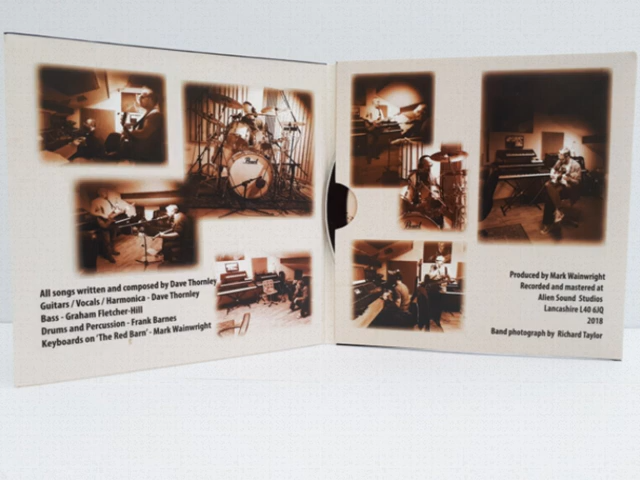 All songs written and composed by Dave Thornley
Guitars / Vocals / Harmonica - Dave Thornley
Bass - Graham Fletcher-Hill
Drums and Percussion - Frank Barnes
Keyboards on 'The Red Barn' - Mark Wainwright
Pearl
Produced by Mark Wainwright
Recorded and mastered at
Alien Sound Studios
Lancashire L40 6JQ
2018
Band photograph by Richard Taylor